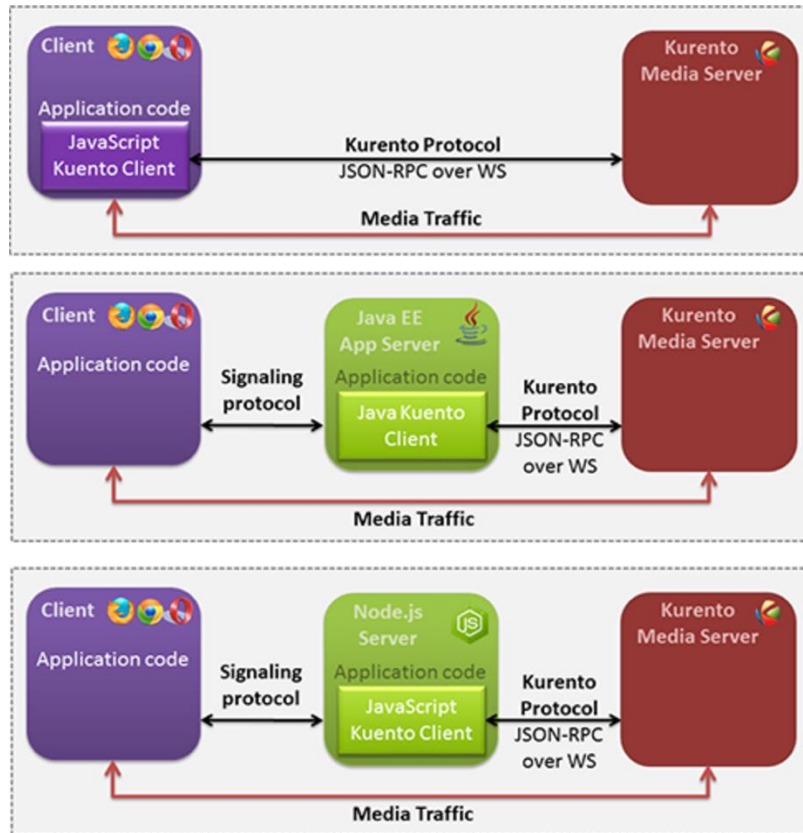 Client
Kurento
Media Server
Application code
JavaScript
Kuento Client
Kurento Protocol
JSON-RPC over WS
Media Traffic
Client
Application code
Signaling
protocol
Java EE
App Server
Application code
Java Kuento
Client
Kurento
Protocol
JSON-RPC
over WS
Kurento
Media Server
Media Traffic
Client
Application code
Signaling
protocol
Node.js
Server
JS
Application code
JavaScript
Kuento Client
Kurento
Protocol
JSON-RPC
over WS
Kurento
Media Server
Media Traffic